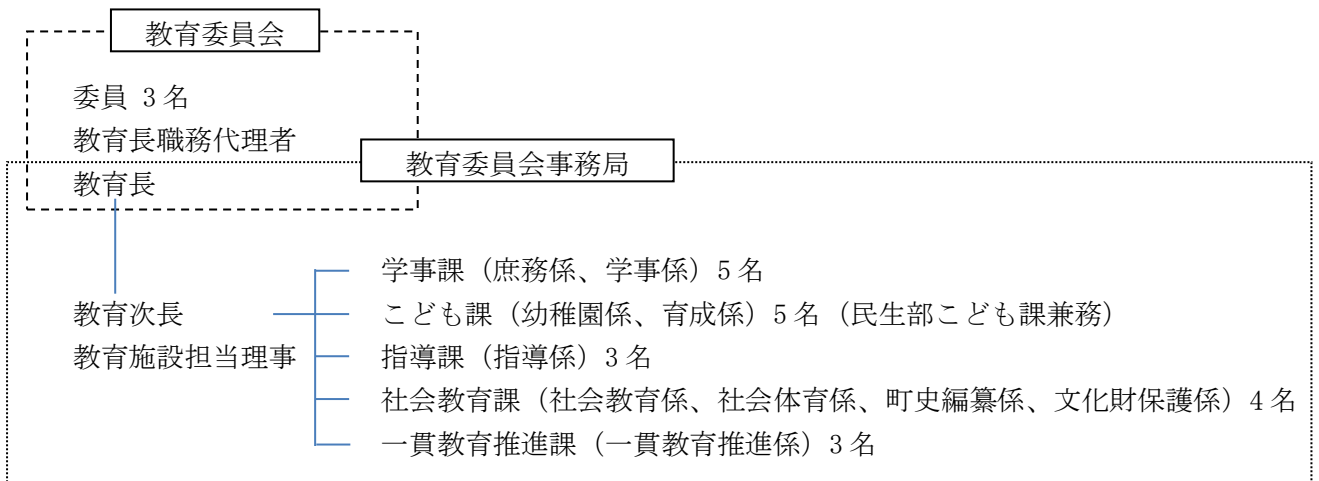 教育委員会
委員 3名
教育長職務代理者
教育委員会事務局
教育長
学事課（庶務係、学事係）5名
教育次長
こども課（幼稚園係、育成係）5名（民生部こども課兼務）
教育施設担当理事
指導課（指導係）3名
社会教育課（社会教育係、社会体育係、町史編纂係、文化財保護係）4名
一貫教育推進課（一貫教育推進係）3名